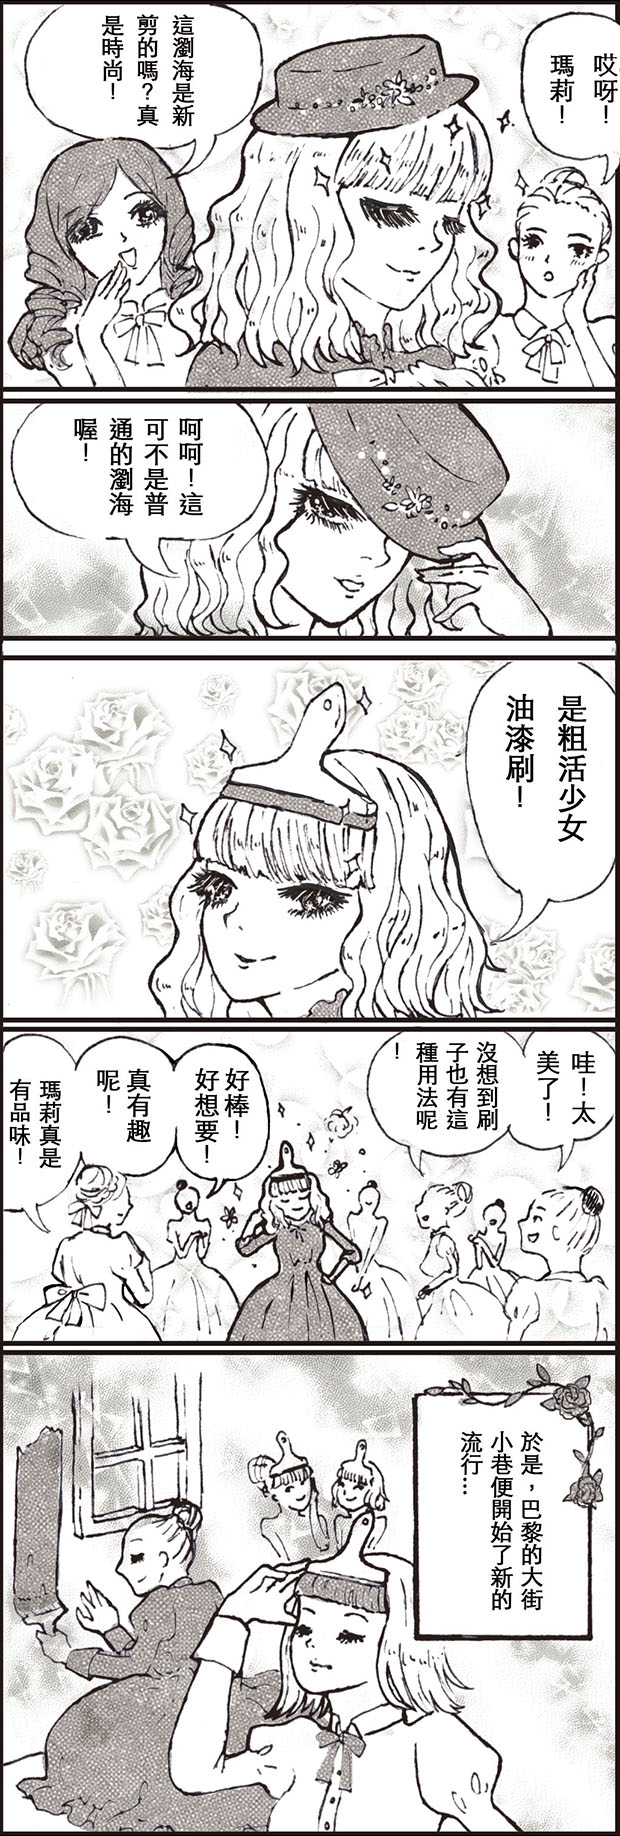 哎呀！
瑪莉！
這瀏海是新
剪的嗎？真
是時尚！
呵呵！這
可不是普
通的瀏海
喔！
是粗活少女
油漆刷！
哇！太
美了！
沒想到刷
子也有這
種用法呢
！
好棒！
好想要！
真有趣
呢！
瑪莉真是
有品味！
於是，巴黎的大街
小巷便開始了新的
流行…